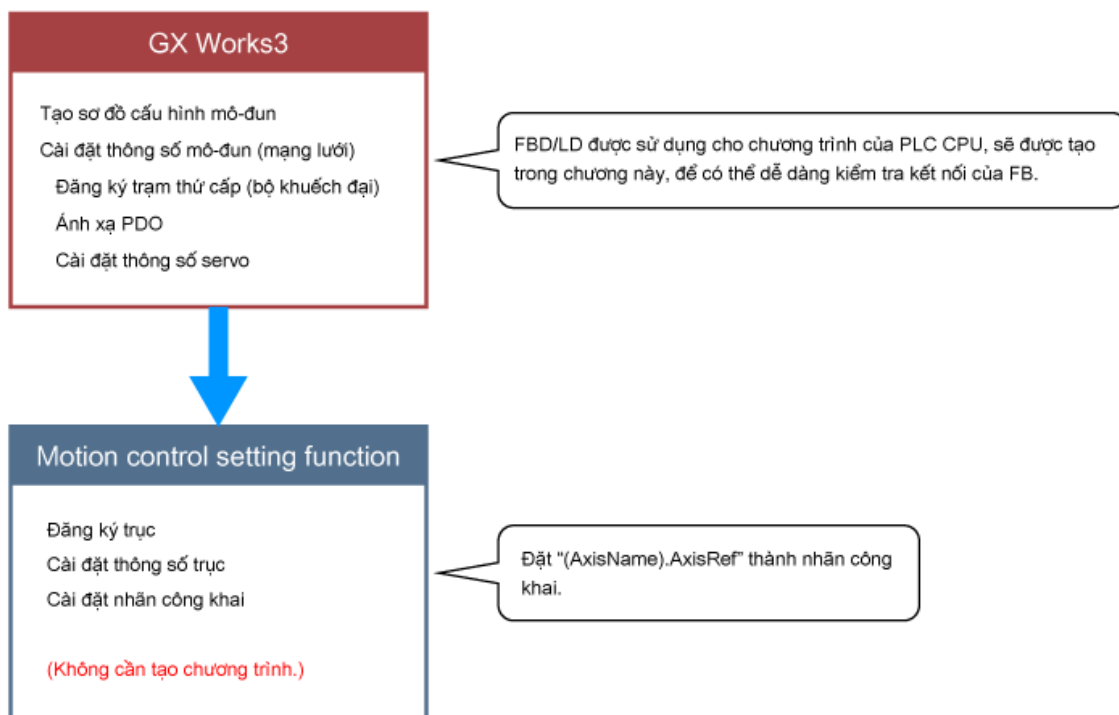 GX Works3
Tạo sơ đồ cấu hình mô-đun
Cài đặt thông số mô-đun (mạng lưới)
Đăng ký trạm thứ cấp (bộ khuếch đại)
Ánh xạ PDO
Cài đặt thông số servo
FBD/LD được sử dụng cho chương trình của PLC CPU, sẽ được tạo
trong chương này, để có thể dễ dàng kiểm tra kết nối của FB.
Motion control setting function
Đăng ký trục
Cài đặt thông số trục
Cài đặt nhãn công khai
(Không cần tạo chương trình.)
Đặt "(AxisName).AxisRef" thành nhãn công
khai.